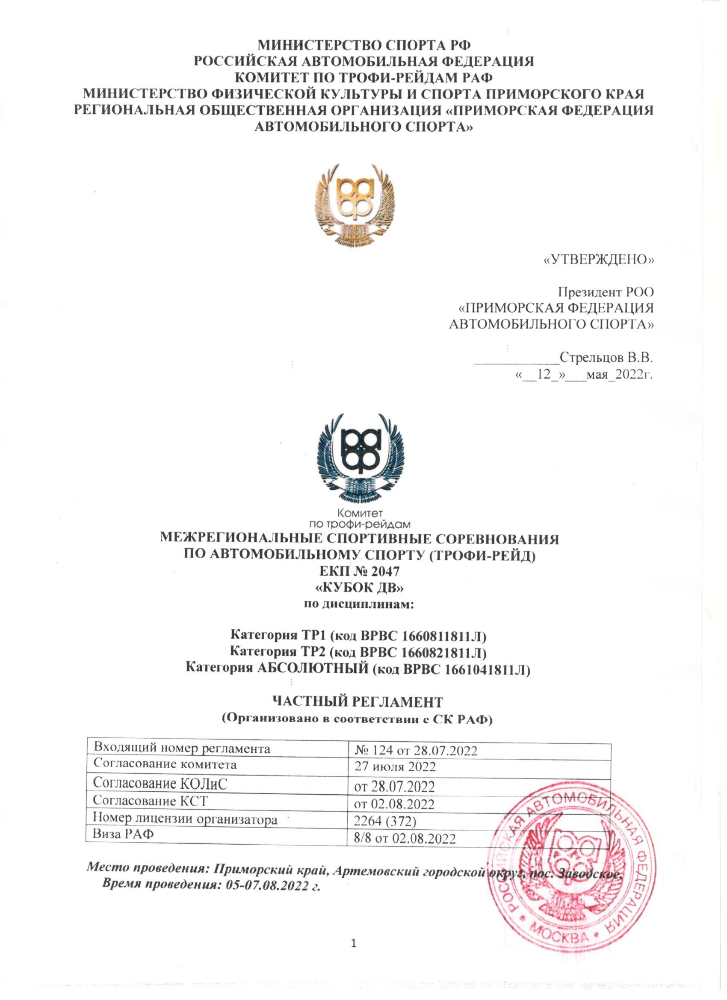 МИНИСТЕРСТВО СПОРТА РФ
РОССИЙСКАЯ АВТОМОБИЛЬНАЯ ФЕДЕРАЦИЯ
КОМИТЕТ ПО ТРОФИ-РЕЙДАМ РАФ
МИНИСТЕРСТВО ФИЗИЧЕСКОЙ КУЛЬТУРЫ И СПОРТА ПРИМОРСКОГО КРАЯ
РЕГИОНАЛЬНАЯ ОБЩЕСТВЕННАЯ ОРГАНИЗАЦИЯ «ПРИМОРСКАЯ ФЕДЕРАЦИЯ
АВТОМОБИЛЬНОГО СПОРТА»
«УТВЕРЖДЕНО»
Президент РОО
«ПРИМОРСКАЯ ФЕДЕРАЦИЯ
АВТОМОБИЛЬНОГО СПОРТА»
____________Стрельцов В.В.
«__12_»___мая_2022г.
Комитет
по трофи-рейдам
МЕЖРЕГИОНАЛЬНЫЕ СПОРТИВНЫЕ СОРЕВНОВАНИЯ
ПО АВТОМОБИЛЬНОМУ СПОРТУ (ТРОФИ-РЕЙД)
ЕКП № 2047
«КУБОК ДВ»
по дисциплинам:
Категория ТР1 (код ВРВС 1660811811Л)
Категория ТР2 (код ВРВС 1660821811Л)
Категория АБСОЛЮТНЫЙ (код ВРВС 1661041811Л)
ЧАСТНЫЙ РЕГЛАМЕНТ
(Организовано в соответствии с СК РАФ)
Входящий номер регламента № 124 от 28.07.2022
Согласование комитета 27 июля 2022
Согласование КОЛиС от 28.07.2022
Согласование КСТ от 02.08.2022
Номер лицензии организатора 2264 (372)
Виза РАФ 8/8 от 02.08.2022
Место проведения: Приморский край, Артемовский городской округ, пос. Заводское.
Время проведения: 05-07.08.2022 г.
РОССИЙСКАЯ АВТОМОБИЛЬНАЯ ФЕДЕРАЦИЯ * МОСКВА *
1